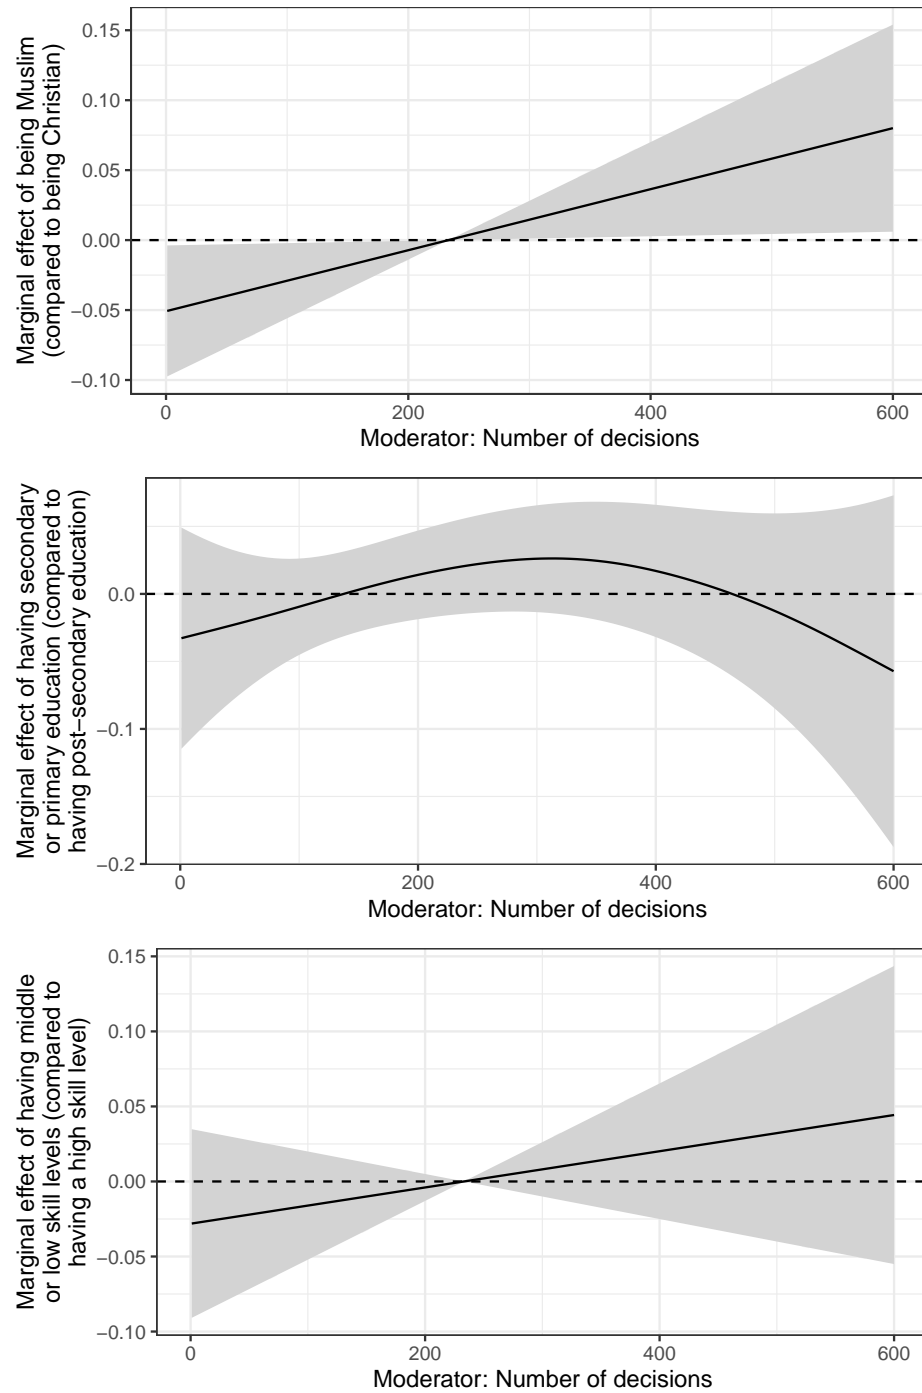 Marginal effect of being Muslim
(compared to being Christian)
0.15
0.10
0.05
0.00
−0.05
−0.10
0
200
400
600
Moderator: Number of decisions
Marginal effect of having secondary
or primary education (compared to
having post−secondary education)
0.0
−0.1
−0.2
0
200
400
600
Moderator: Number of decisions
Marginal effect of having middle
or low skill levels (compared to
having a high skill level)
0.15
0.10
0.05
0.00
−0.05
−0.10
0
200
400
600
Moderator: Number of decisions